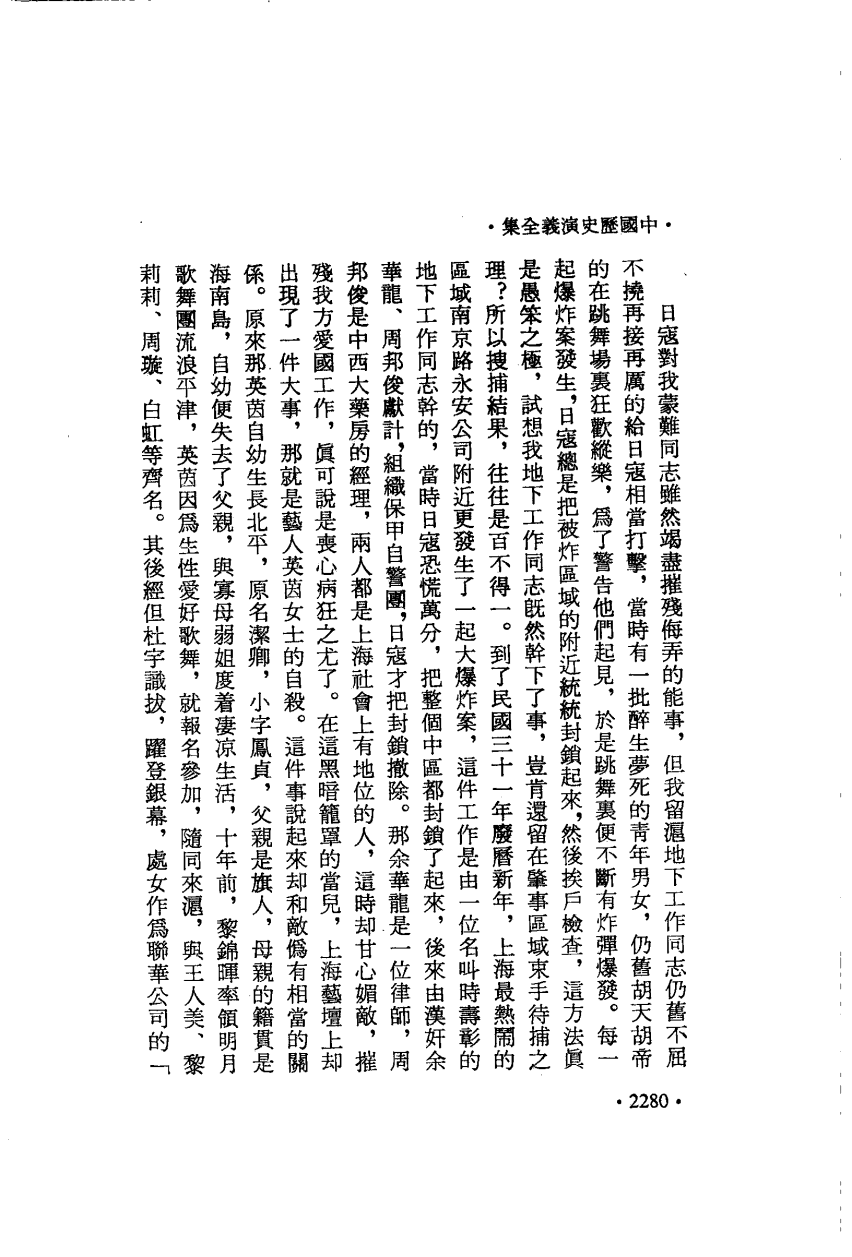 ·中國歷史演義全集·
日寇對我蒙難同志雖然竭盡摧殘侮弄的能事，但我留滬地下工作同志仍舊不屈
不撓再接再厲的給日寇相當打擊，當時有一批醉生夢死的靑年男女，仍舊胡天胡帝
的在跳舞場裏狂歡縱樂，爲了警告他們起見，於是跳舞裏便不斷有炸彈爆發。每一
起爆炸案發生，日寇總是把被炸區域的附近統統封鎖起來，然後挨戶檢查，這方法眞
是愚笨之極，試想我地下工作同志旣然幹下了事，豈肯還留在肇事區域束手待捕之
理？所以搜捕結果，往往是百不得一。到了民國三十一年廢曆新年，上海最熱鬧的
區域南京路永安公司附近更發生了一起大爆炸案，這件工作是由一位名叫時壽彰的
地下工作同志幹的，當時日寇恐慌萬分，把整個中區都封鎖了起來，後來由漢奸余
華龍、周邦俊獻計，組織保甲自警團，日寇才把封鎖撤除。那余華龍是一位律師，周
邦俊是中西大藥房的經理，兩人都是上海社會上有地位的人，這時却甘心媚敵，摧
殘我方愛國工作，眞可說是喪心病狂之尤了。在這黑暗籠罩的當兒，上海藝壇上却
出現了一件大事，那就是藝人英茵女士的自殺。這件事說起來却和敵僞有相當的關
係。原來那英茵自幼生長北平，原名潔卿，小字鳳貞，父親是旗人，母親的籍貫是
海南島，自幼便失去了父親，與寡母弱姐度着凄凉生活，十年前，黎錦暉率領明月
歌舞團流浪平津，英茵因爲生性愛好歌舞，就報名參加，隨同來滬，與王人美、黎
莉莉、周璇、白虹等齊名。其後經但杜宇識拔，躍登銀幕，處女作爲聯華公司的「
·2280·